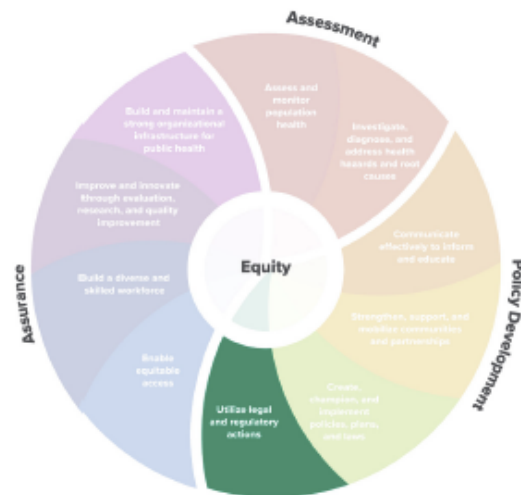 Assessment
Assess and
monitor
population
health
Investigate,
diagnose, and
address health
hazards and root
causes
Policy Development
Communicate
effectively to inform
and educate
Strengthen, support, and
mobilize communities
and partnerships
Create,
champion, and
implement
policies, plans,
and laws
Utilize legal
and regulatory
actions
Assurance
Enable
equitable
access
Build a diverse and
skilled workforce
Improve and innovate
through evaluation,
research, and quality
improvement
Build and maintain a
strong organizational
infrastructure for
public health
Equity